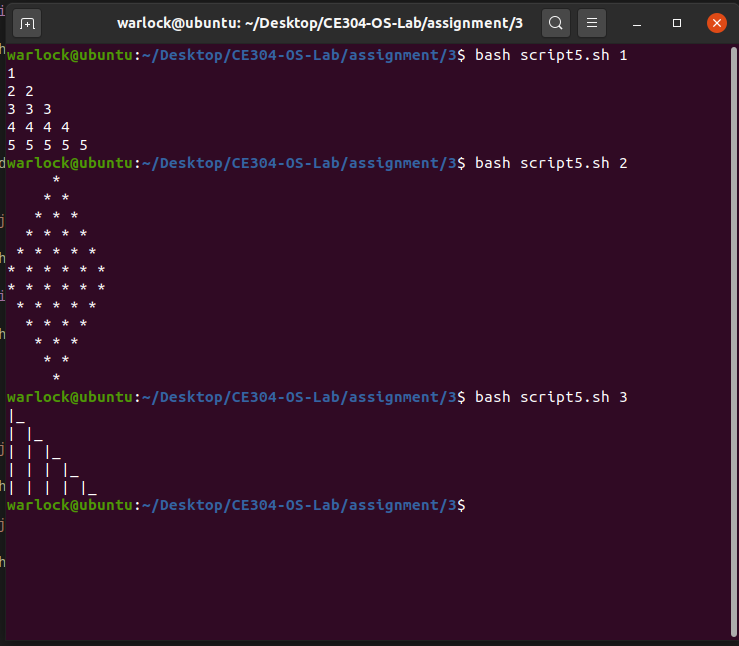 warlock@ubuntu: ~/Desktop/CE304-OS-Lab/assignment/3
warlock@ubuntu:~/Desktop/CE304-OS-Lab/assignment/3$ bash script5.sh 1
1
2 2
3 3 3
4 4 4 4
5 5 5 5 5
warlock@ubuntu:~/Desktop/CE304-OS-Lab/assignment/3$ bash script5.sh 2
     *
    * *
   * * *
  * * * *
 * * * * *
* * * * * *
* * * * * *
 * * * * *
  * * * *
   * * *
    * *
     *
warlock@ubuntu:~/Desktop/CE304-OS-Lab/assignment/3$ bash script5.sh 3
|_
| |_
| | |_
| | | |_
| | | | |_
warlock@ubuntu:~/Desktop/CE304-OS-Lab/assignment/3$